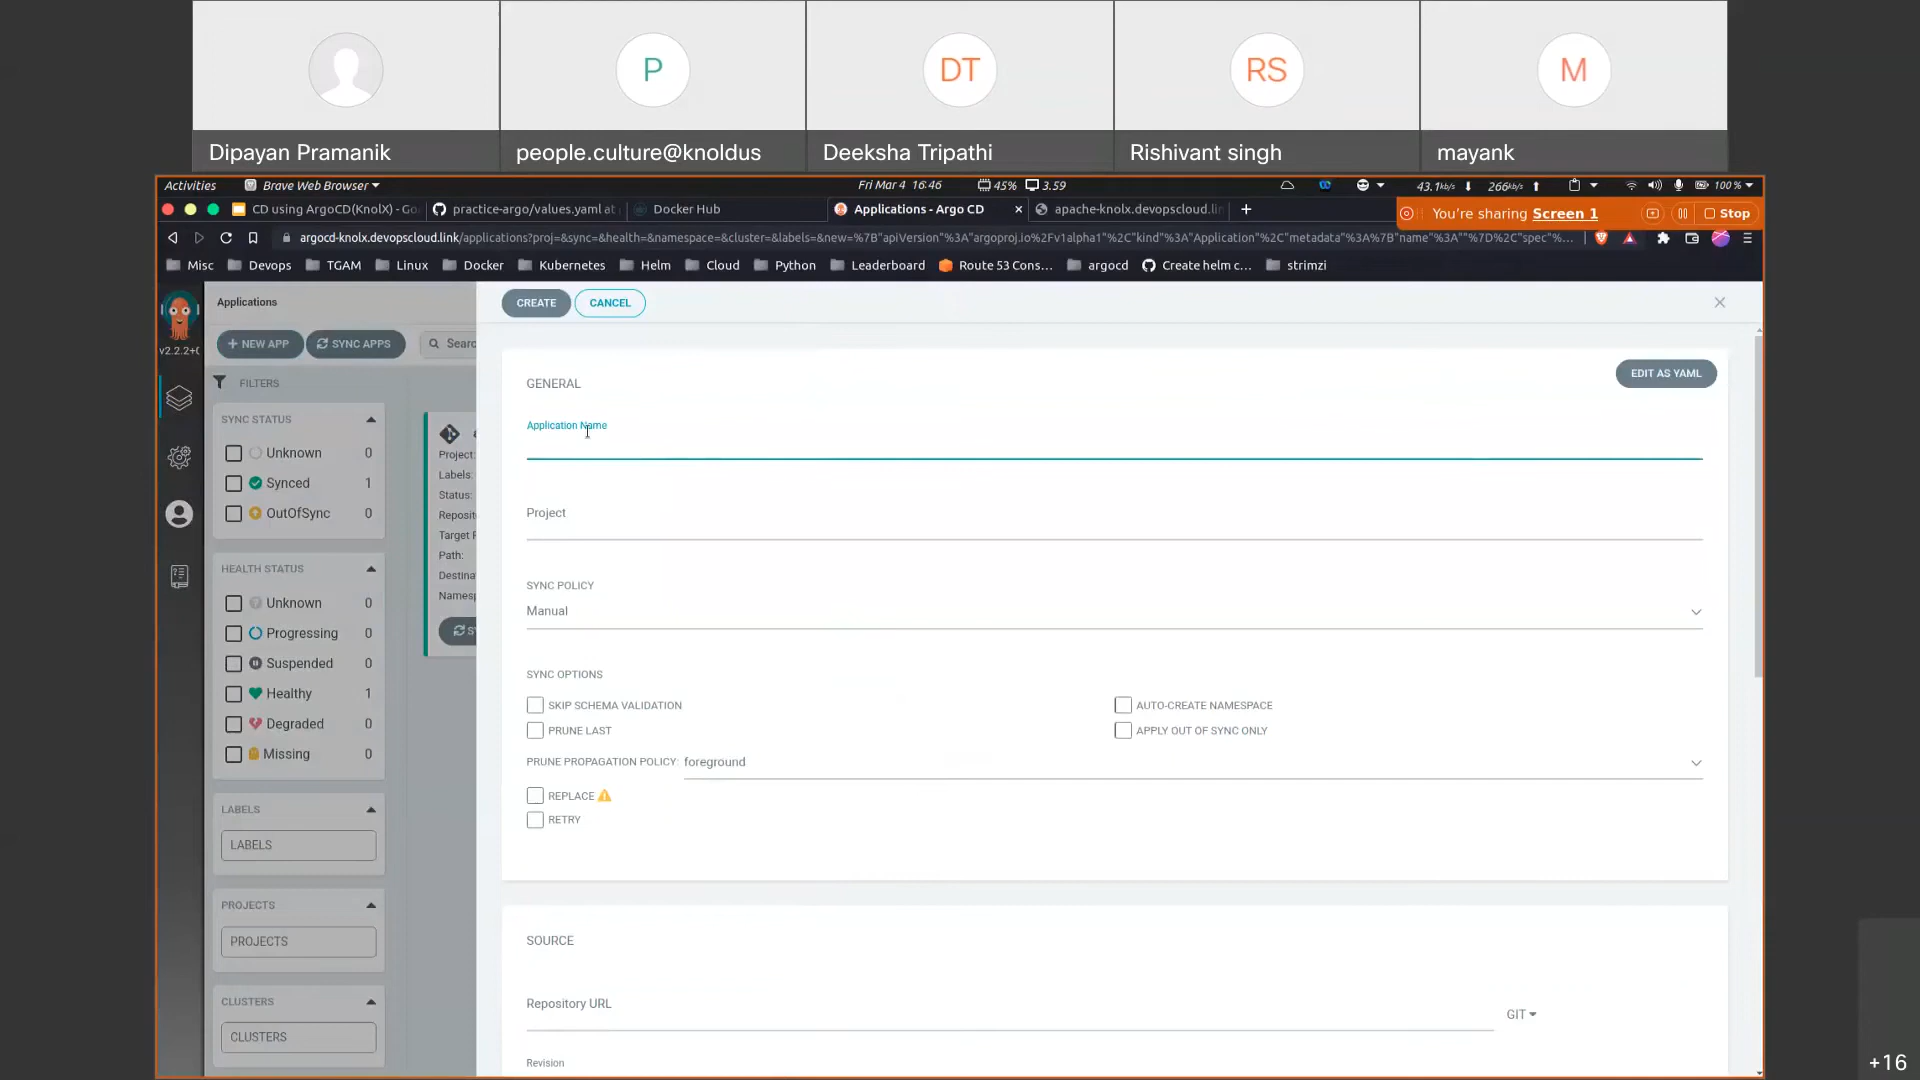 P
DT
RS
M
Dipayan Pramanik
people.culture@knoldus
Deeksha Tripathi
Rishivant singh
mayank
Activities
Brave Web Browser
Fri Mar 4 16:46
45%
3.59
43.1kb/s
266kb/s
100 %
CD using ArgoCD(KnolX) - Go
practice-argo/values.yaml at
Docker Hub
Applications - Argo CD
apache-knolx.devopscloud.lin
You're sharing Screen 1
Stop
argocd-knolx.devopscloud.link/applications?proj=&sync=&health=&namespace=&cluster=&labels=&new=%7B"apiVersion"%3A"argoproj.io%2Fv1alpha1"%2C"kind"%3A"Application"%2C"metadata"%3A%7B"name"%3A""%7D%2C"spec"%...
Misc
Devops
TGAM
Linux
Docker
Kubernetes
Helm
Cloud
Python
Leaderboard
Route 53 Cons...
argocd
Create helm c...
strimzi
v2.2.2+0
Applications
NEW APP
SYNC APPS
Searc
CREATE
CANCEL
FILTERS
SYNC STATUS
Unknown 0
Synced 1
OutOfSync 0
HEALTH STATUS
Unknown 0
Progressing 0
Suspended 0
Healthy 1
Degraded 0
Missing 0
LABELS
LABELS
PROJECTS
PROJECTS
CLUSTERS
CLUSTERS
Project:
Labels:
Status:
Reposit
Target R
Path:
Destina
Namesp
SY
GENERAL
EDIT AS YAML
Application Name
Project
SYNC POLICY
Manual
SYNC OPTIONS
SKIP SCHEMA VALIDATION
AUTO-CREATE NAMESPACE
PRUNE LAST
APPLY OUT OF SYNC ONLY
PRUNE PROPAGATION POLICY: foreground
REPLACE
RETRY
SOURCE
Repository URL
GIT
Revision
+16